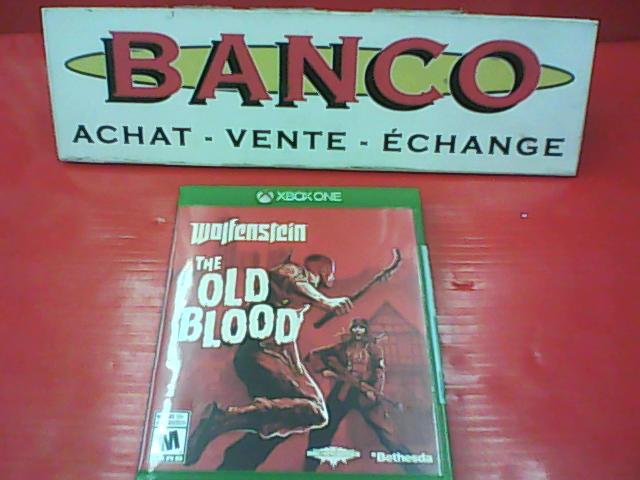 BANCO
ACHAT - VENTE - ÉCHANGE
XBOX ONE
Wolfenstein
THE
OLD
BLOOD
M
Bethesda